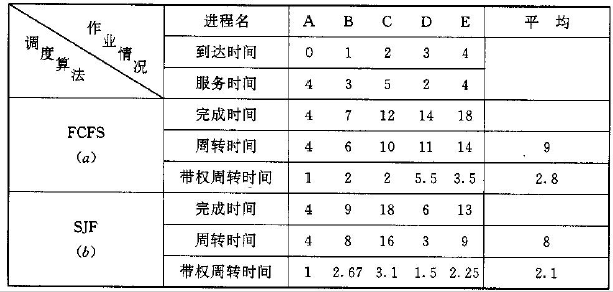 作业情况
调度算法
进程名 A B C D E 平 均
到达时间 0 1 2 3 4
服务时间 4 3 5 2 4
FCFS
(a)
完成时间 4 7 12 14 18
周转时间 4 6 10 11 14 9
带权周转时间 1 2 2 5.5 3.5 2.8
SJF
(b)
完成时间 4 9 18 6 13
周转时间 4 8 16 3 9 8
带权周转时间 1 2.67 3.1 1.5 2.25 2.1